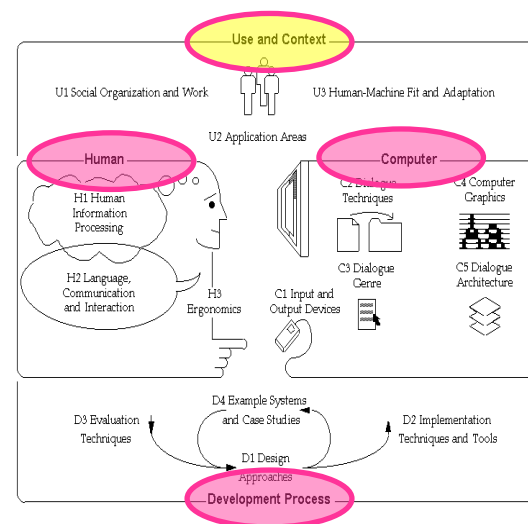 Use and Context
U1 Social Organization and Work
U3 Human-Machine Fit and Adaptation
U2 Application Areas
Human
Computer
H1 Human
Information
Processing
H2 Language,
Communication
and Interaction
H3
Ergonomics
C2 Dialogue
Techniques
C4 Computer
Graphics
C3 Dialogue
Genre
C5 Dialogue
Architecture
C1 Input and
Output Devices
D4 Example Systems
and Case Studies
D3 Evaluation
Techniques
D2 Implementation
Techniques and Tools
D1 Design
Approaches
Development Process